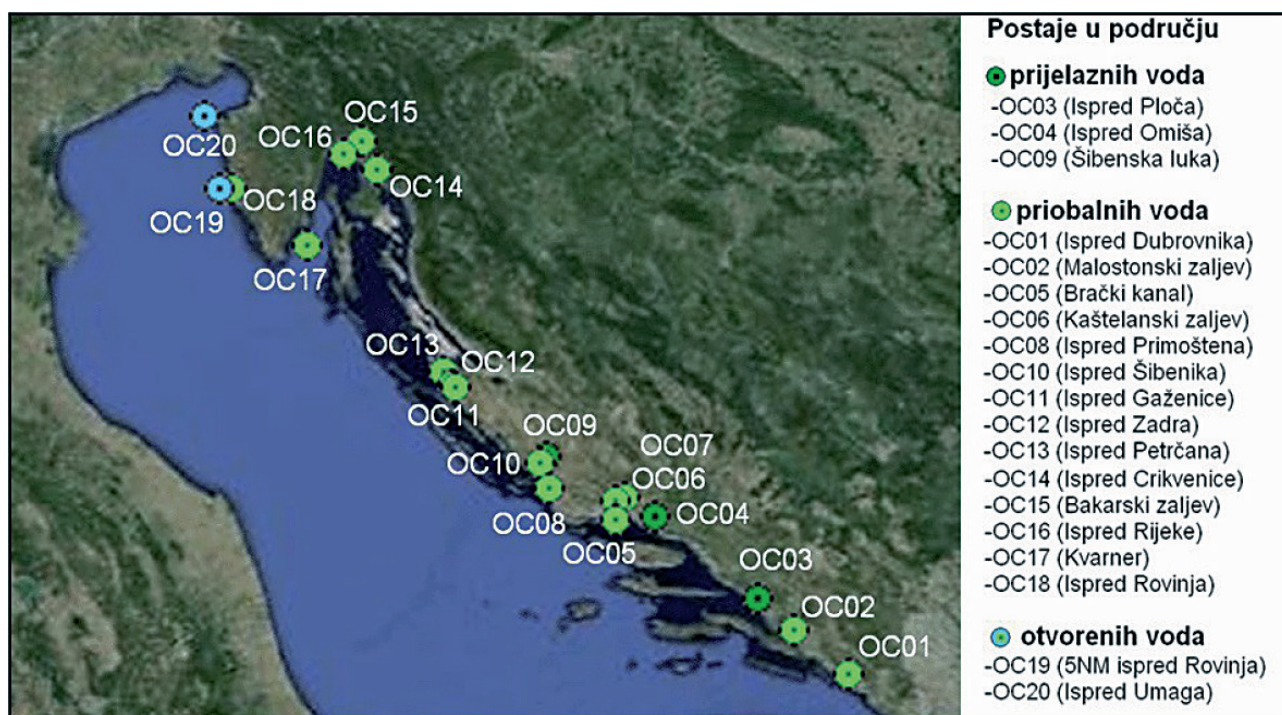 OC15
OC16
OC20
OC14
OC18
OC19
OC17
OC13
OC12
OC11
OC09
OC07
OC10
OC06
OC08
OC04
OC05
OC03
OC02
OC01
Postaje u području
prijelaznih voda
-OC03 (Ispred Ploča)
-OC04 (Ispred Omiša)
-OC09 (Šibenska luka)
priobalnih voda
-OC01 (Ispred Dubrovnika)
-OC02 (Malostonski zaljev)
-OC05 (Brački kanal)
-OC06 (Kaštelanski zaljev)
-OC08 (Ispred Primoštena)
-OC10 (Ispred Šibenika)
-OC11 (Ispred Gaženice)
-OC12 (Ispred Zadra)
-OC13 (Ispred Petrčana)
-OC14 (Ispred Crikvenice)
-OC15 (Bakarski zaljev)
-OC16 (Ispred Rijeke)
-OC17 (Kvarner)
-OC18 (Ispred Rovinja)
otvorenih voda
-OC19 (5NM ispred Rovinja)
-OC20 (Ispred Umaga)